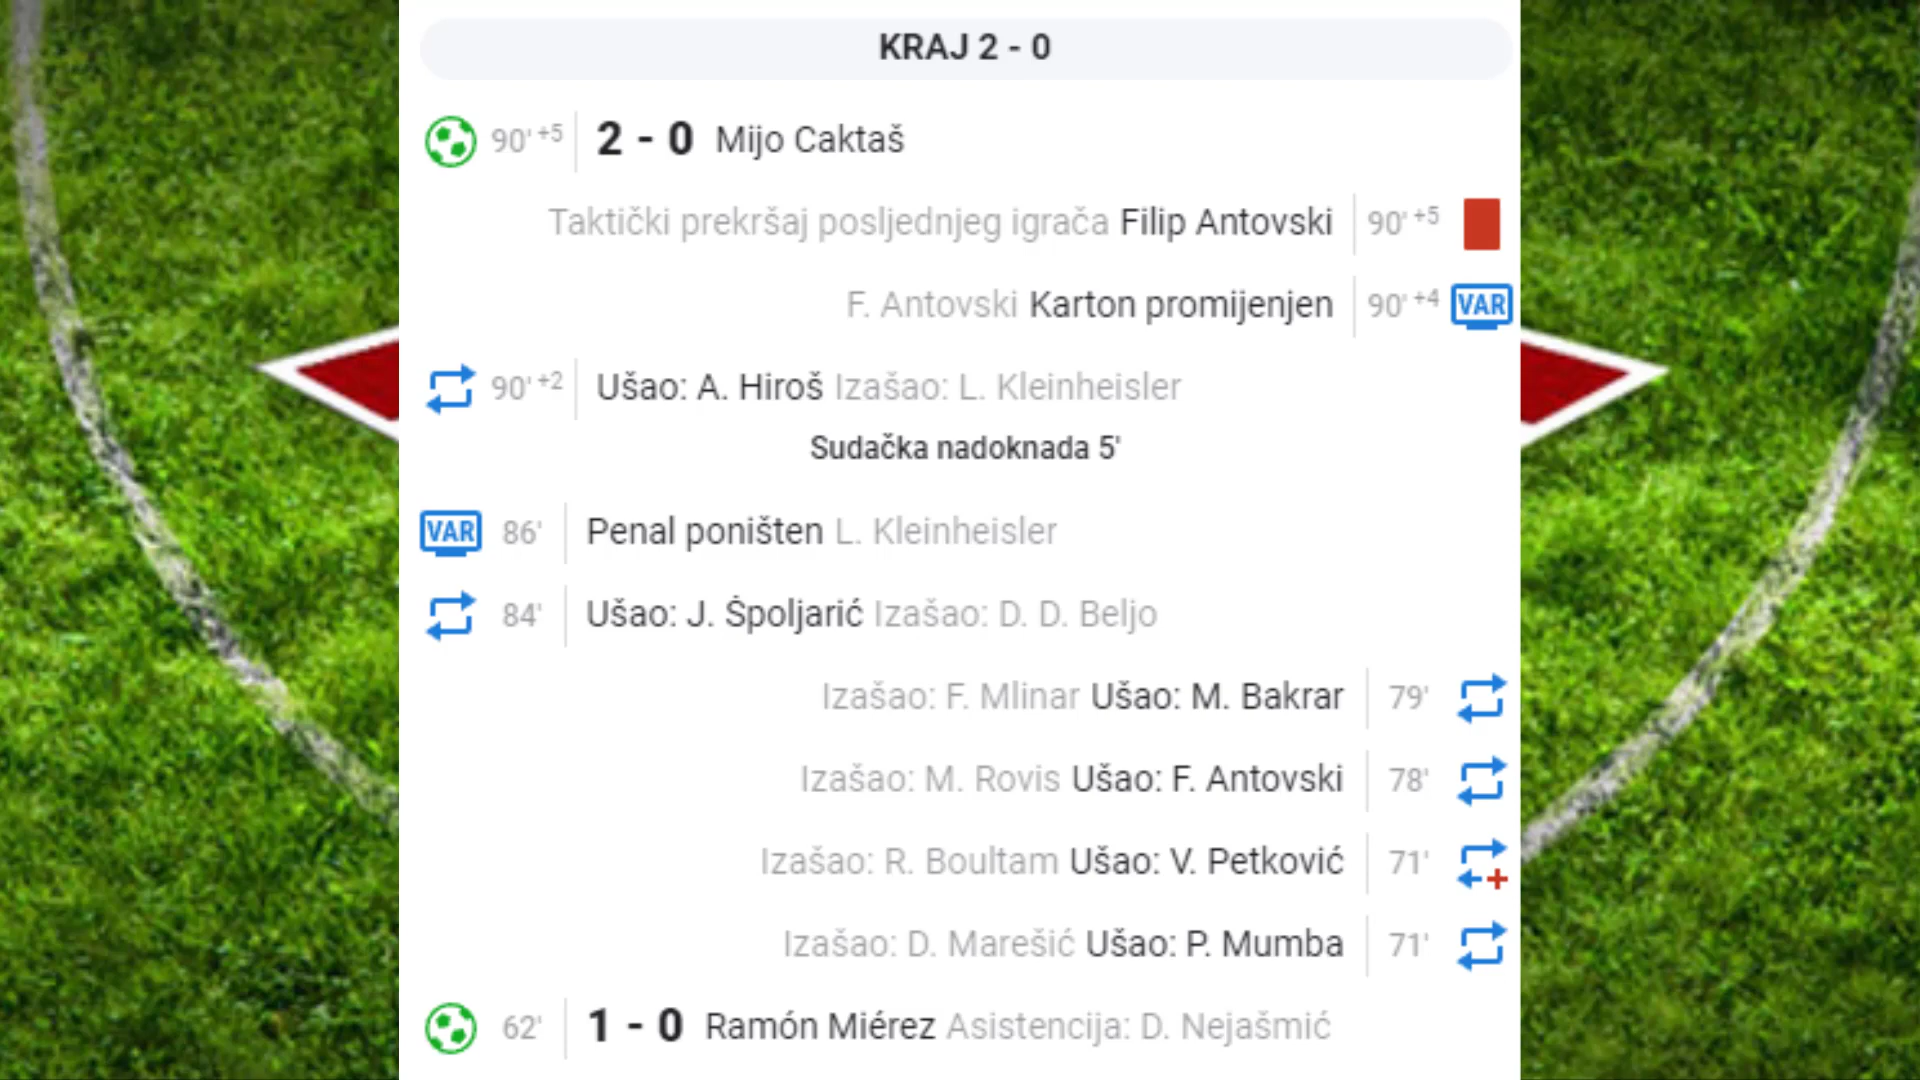 KRAJ 2 - 0
90' +5 2 - 0 Mijo Caktaš
Taktički prekršaj posljednjeg igrača Filip Antovski 90' +5
F. Antovski Karton promijenjen 90' +4 VAR
90' +2 Ušao: A. Hiroš Izašao: L. Kleinheisler
Sudačka nadoknada 5'
VAR 86' Penal poništen L. Kleinheisler
84' Ušao: J. Špoljarić Izašao: D. D. Beljo
Izašao: F. Mlinar Ušao: M. Bakrar 79'
Izašao: M. Rovis Ušao: F. Antovski 78'
Izašao: R. Boultam Ušao: V. Petković 71'
Izašao: D. Marešić Ušao: P. Mumba 71'
62' 1 - 0 Ramón Miérez Asistencija: D. Nejašmić